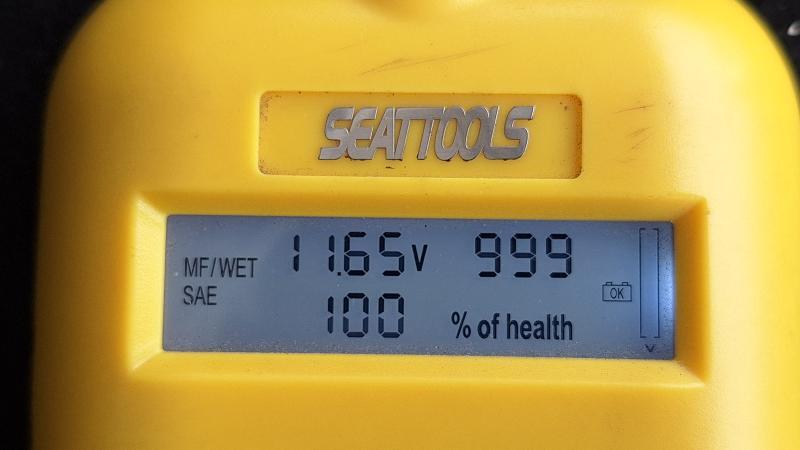 SEATTOOLS
MF/WET 11.65V 999
SAE 100 % of health
OK